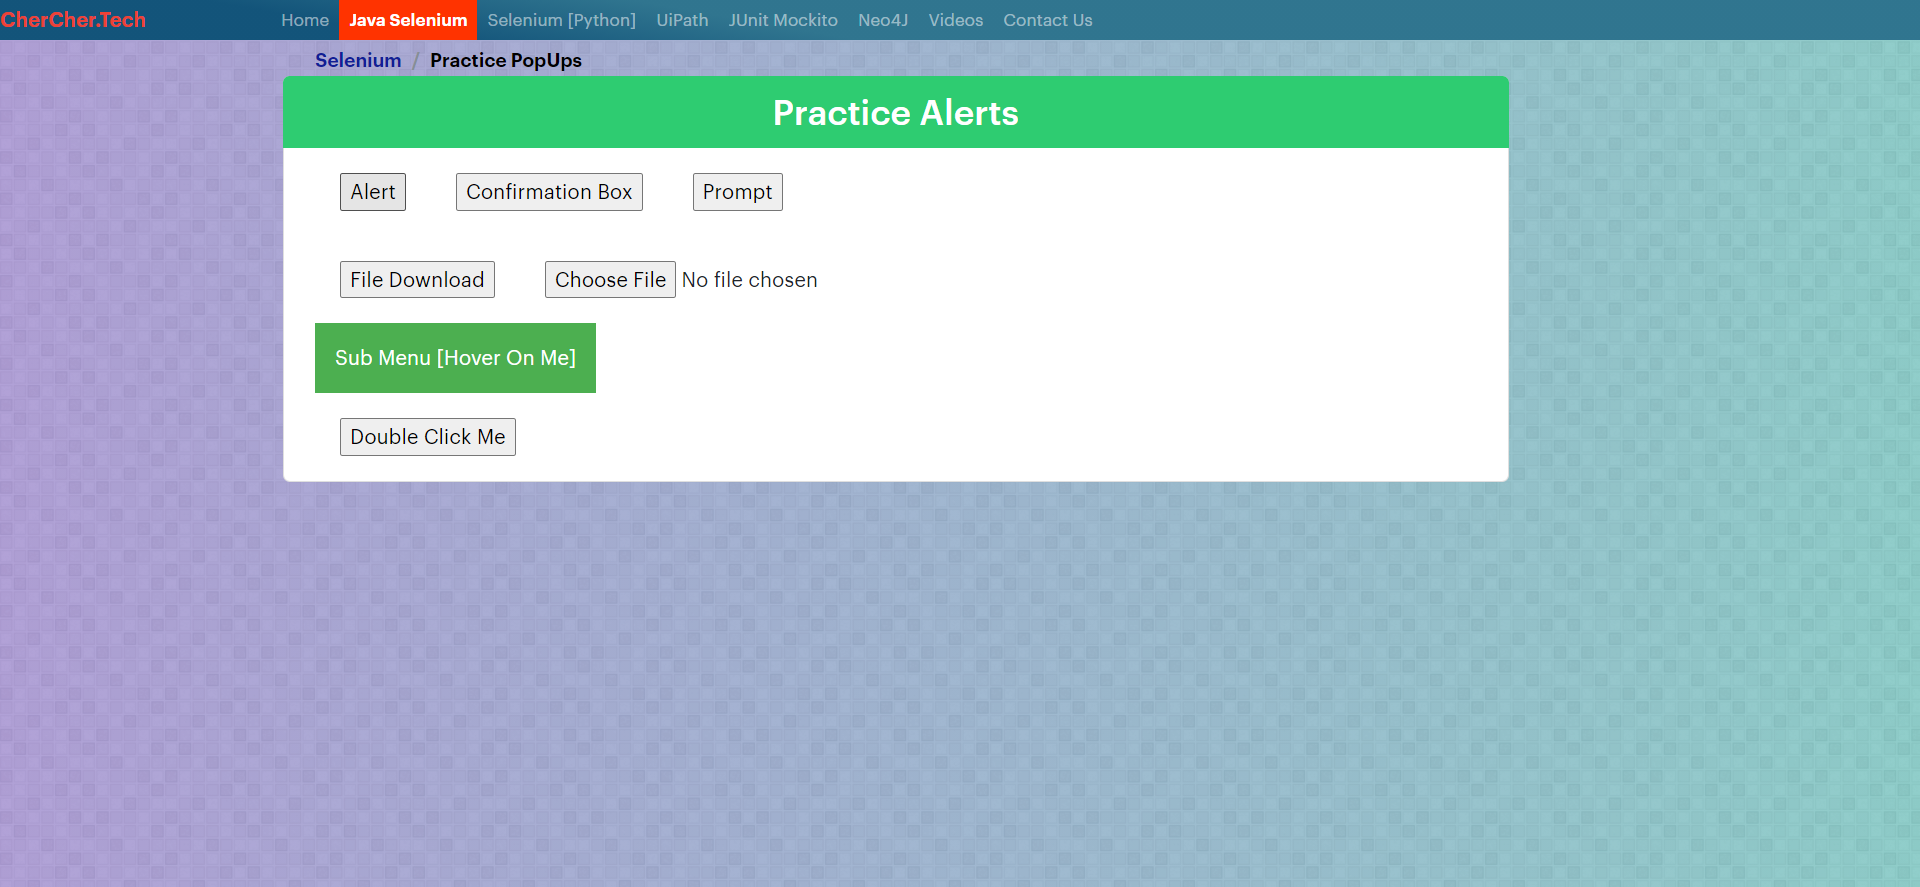 CherCher.Tech Home Java Selenium Selenium [Python] UiPath JUnit Mockito Neo4J Videos Contact Us
Selenium / Practice PopUps
Practice Alerts
Alert Confirmation Box Prompt
File Download Choose File No file chosen
Sub Menu [Hover On Me]
Double Click Me